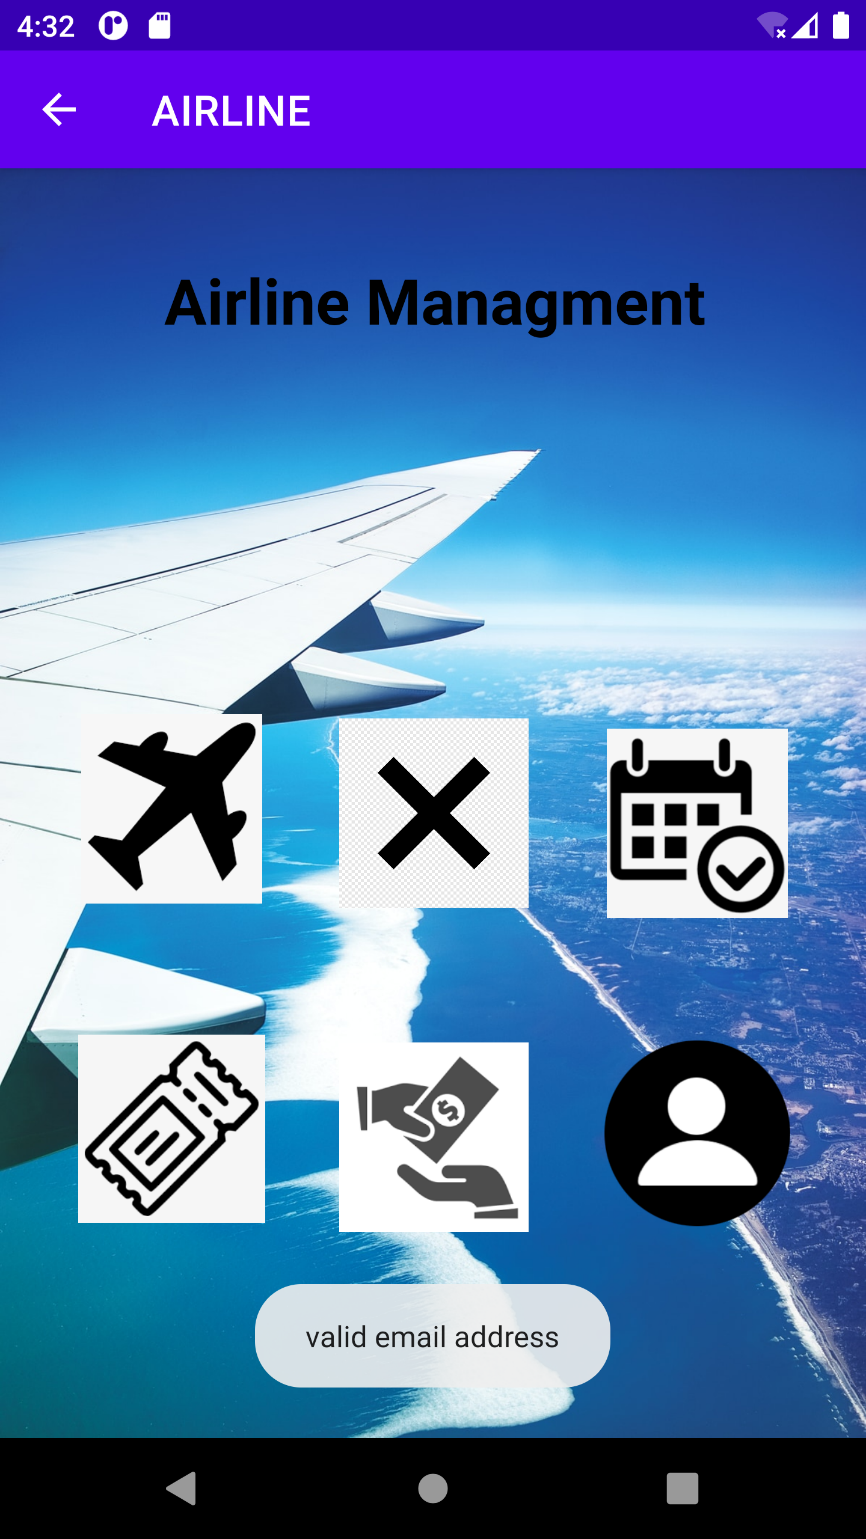 4:32
AIRLINE
Airline Managment
valid email address